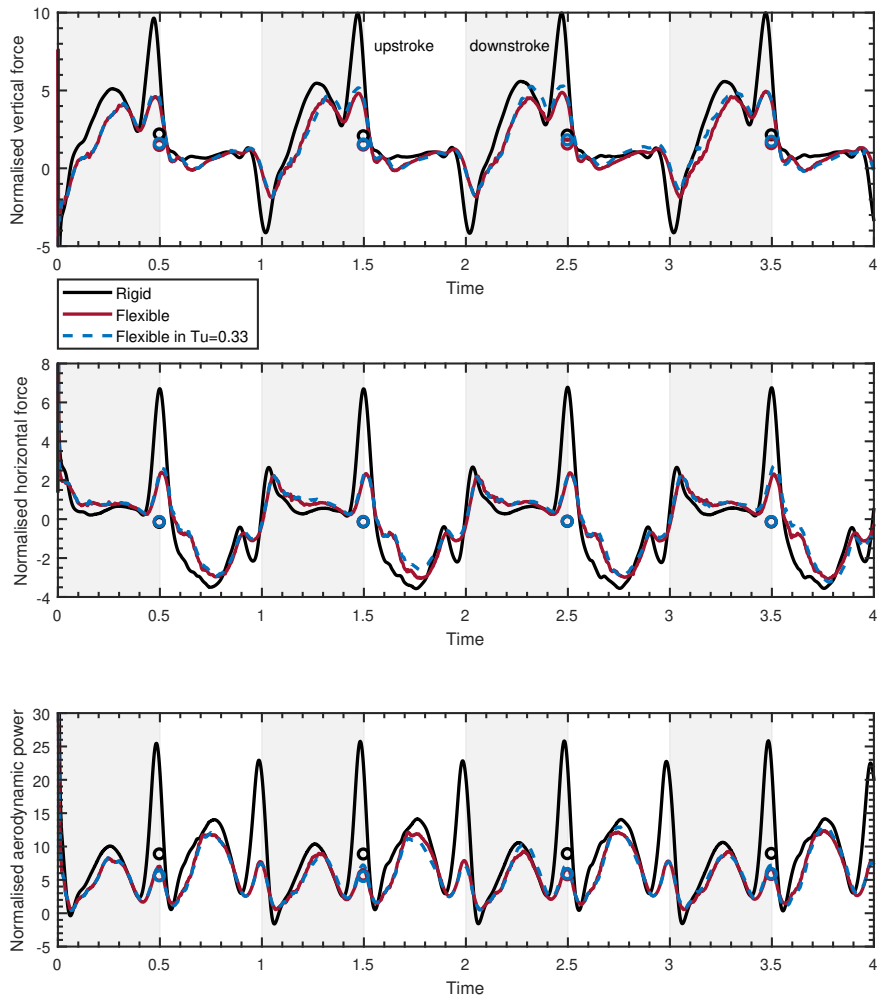 Normalised vertical force
10
5
0
-5
upstroke
downstroke
0 0.5 1 1.5 2 2.5 3 3.5 4
Time
Rigid
Flexible
Flexible in Tu=0.33
Normalised horizontal force
8
6
4
2
0
-2
-4
0 0.5 1 1.5 2 2.5 3 3.5 4
Time
Normalised aerodynamic power
30
25
20
15
10
5
0
-5
0 0.5 1 1.5 2 2.5 3 3.5 4
Time